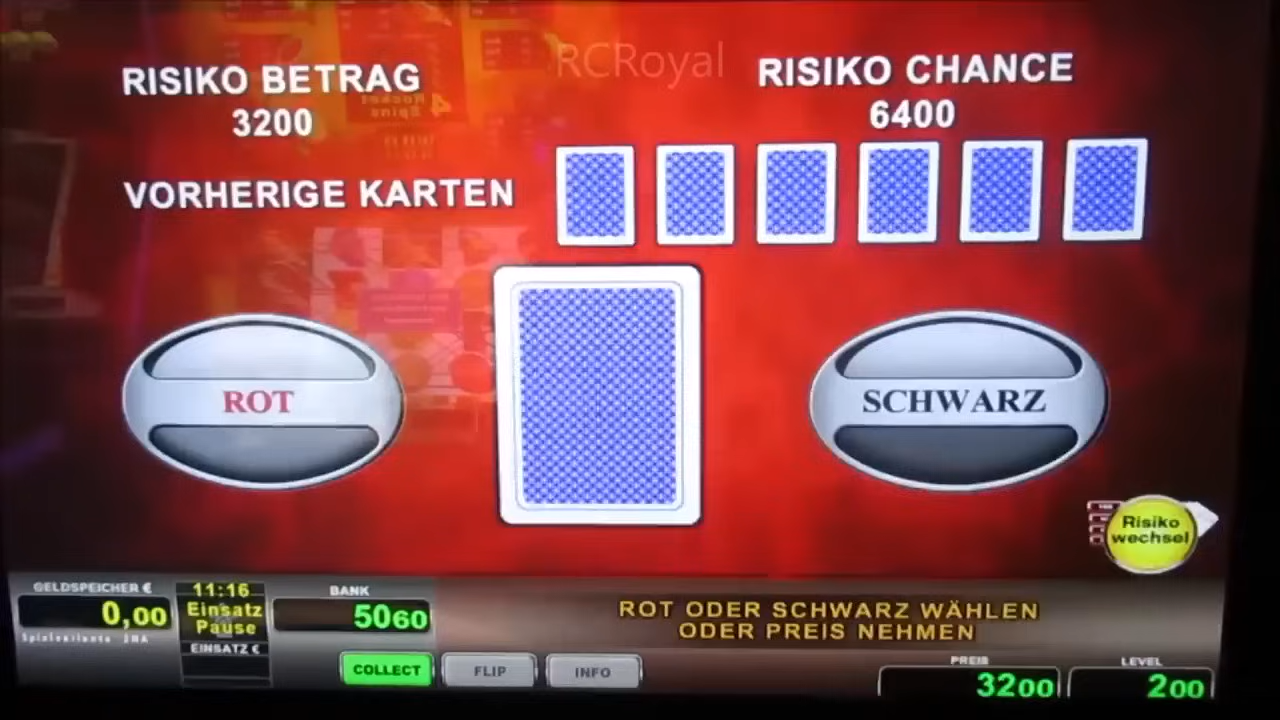 RCRoyal
RISIKO BETRAG
3200
RISIKO CHANCE
6400
VORHERIGE KARTEN
ROT
SCHWARZ
Risiko
wechsel
GELDSPEICHER €
0,00
11:16
Einsatz
Pause
EINSATZ €
BANK
5060
ROT ODER SCHWARZ WÄHLEN
ODER PREIS NEHMEN
COLLECT
FLIP
INFO
PREIS
3200
LEVEL
200